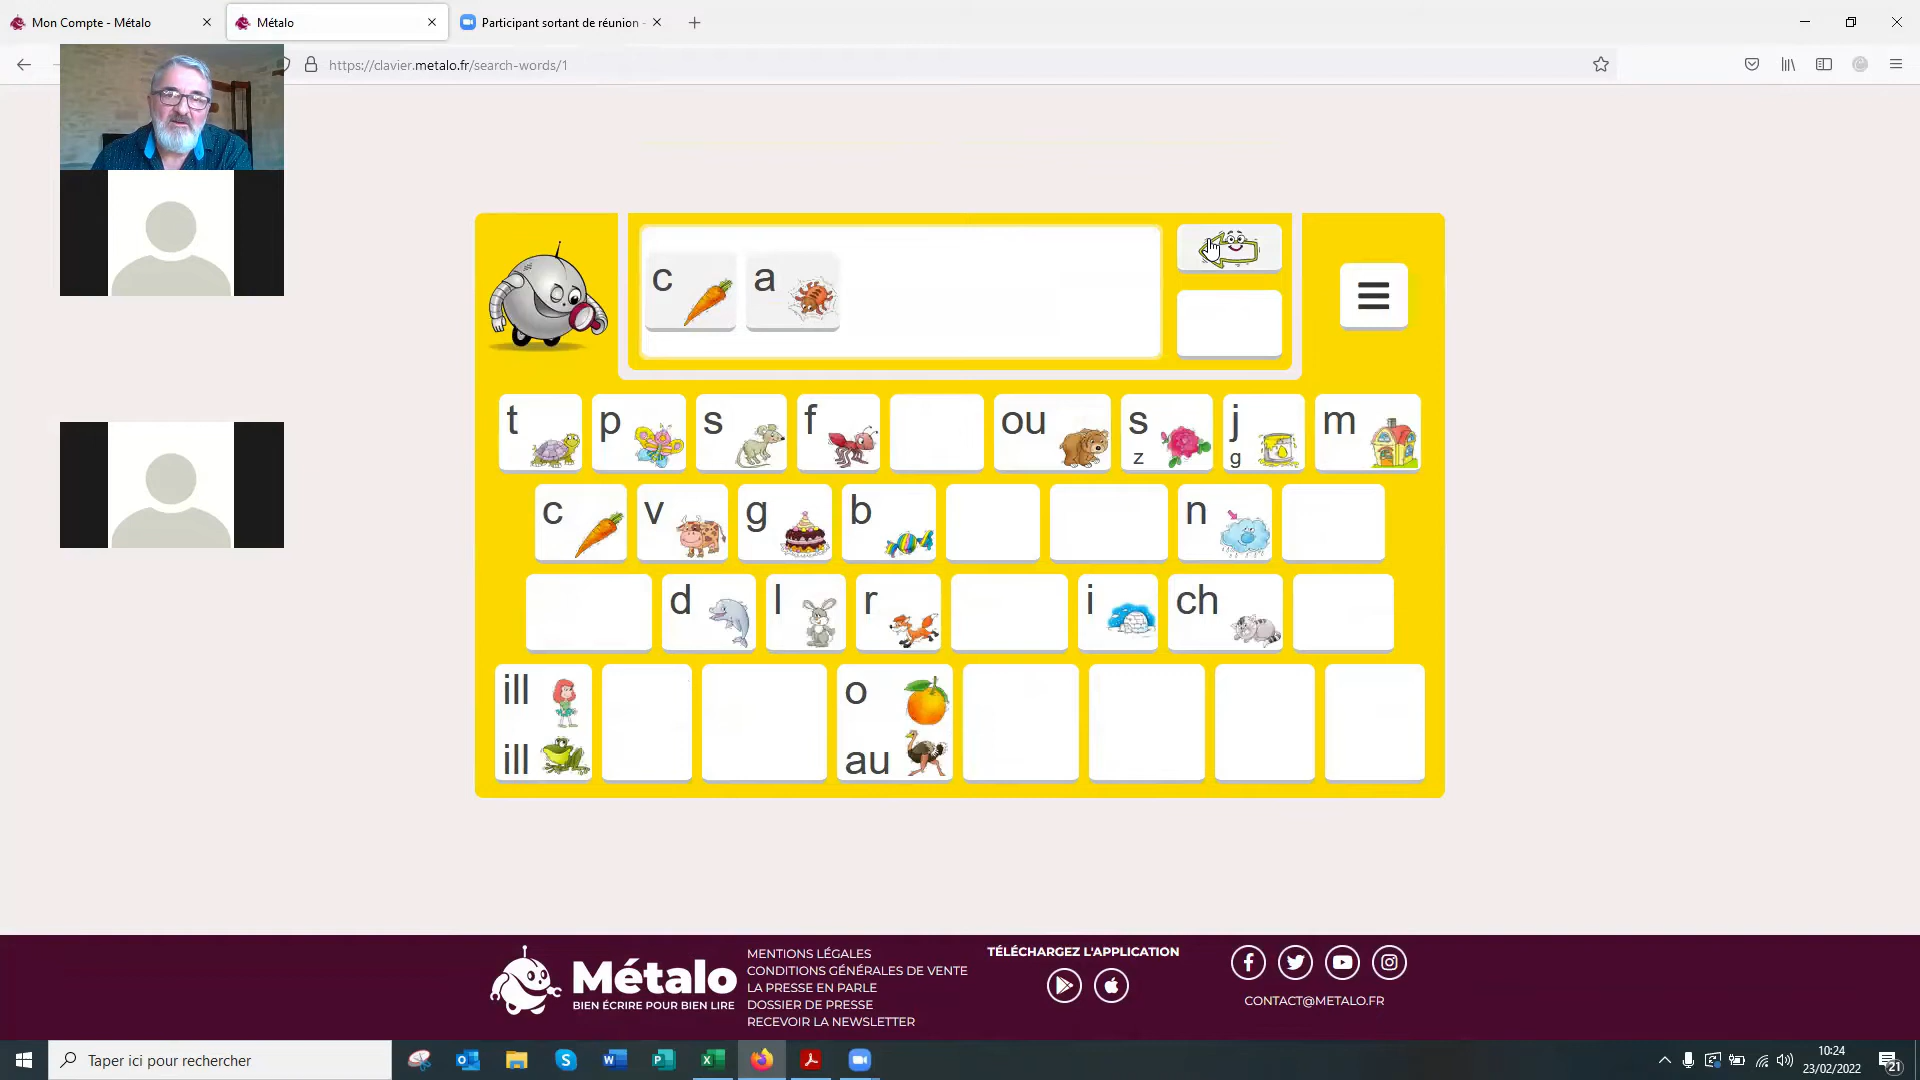 Mon Compte - Métalo
Métalo
Participant sortant de réunion -
https://clavier.metalo.fr/search-words/1
c a
t p s f ou s z j g m
c v g b n
d l r i ch
ill o
ill au
Métalo
BIEN ÉCRIRE POUR BIEN LIRE
MENTIONS LÉGALES
CONDITIONS GÉNÉRALES DE VENTE
LA PRESSE EN PARLE
DOSSIER DE PRESSE
RECEVOIR LA NEWSLETTER
TÉLÉCHARGEZ L'APPLICATION
CONTACT@METALO.FR
Taper ici pour rechercher
10:24
23/02/2022
21